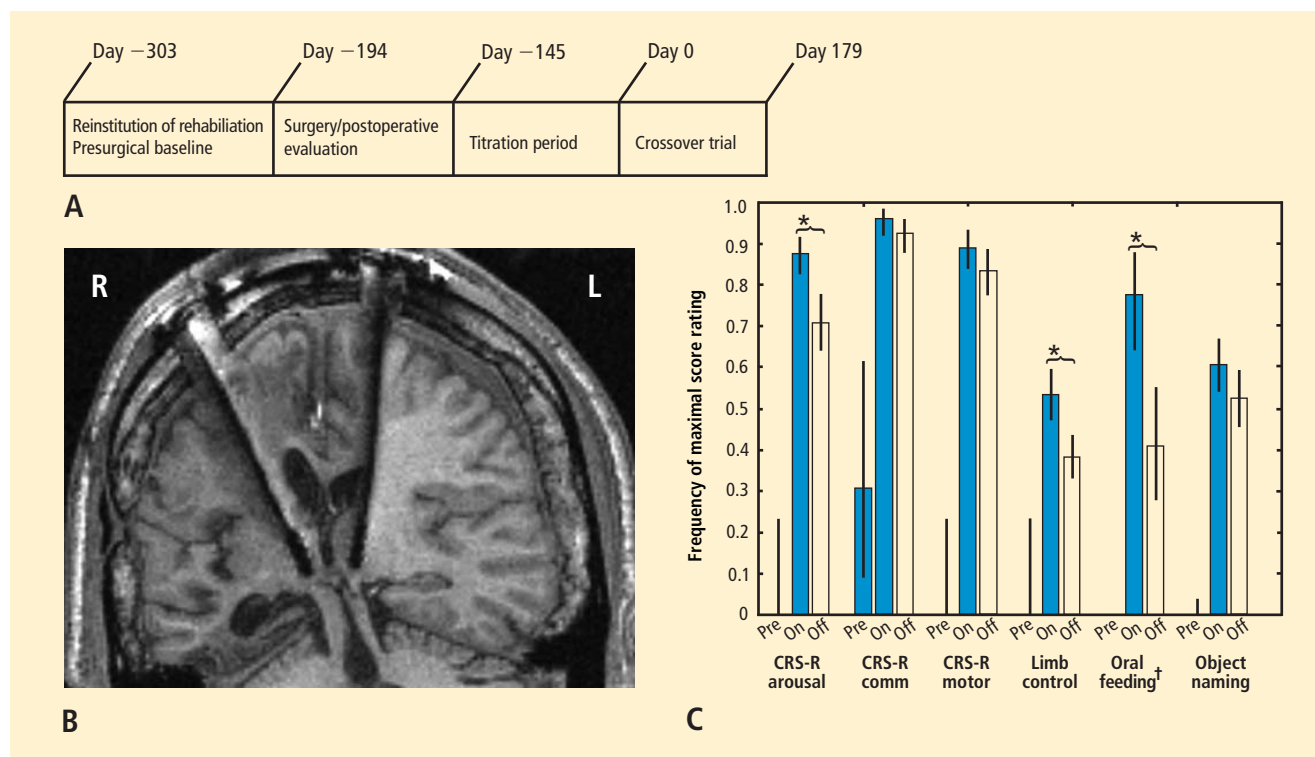 Day −303
Day −194
Day −145
Day 0
Day 179
Reinstitution of rehabiliation
Presurgical baseline
Surgery/postoperative
evaluation
Titration period
Crossover trial
A
R
L
B
Frequency of maximal score rating
1.0
0.9
0.8
0.7
0.6
0.5
0.4
0.3
0.2
0.1
0
*
*
*
Pre On Off
Pre On Off
Pre On Off
Pre On Off
Pre On Off
Pre On Off
CRS-R
arousal
CRS-R
comm
CRS-R
motor
Limb
control
Oral
feeding†
Object
naming
C